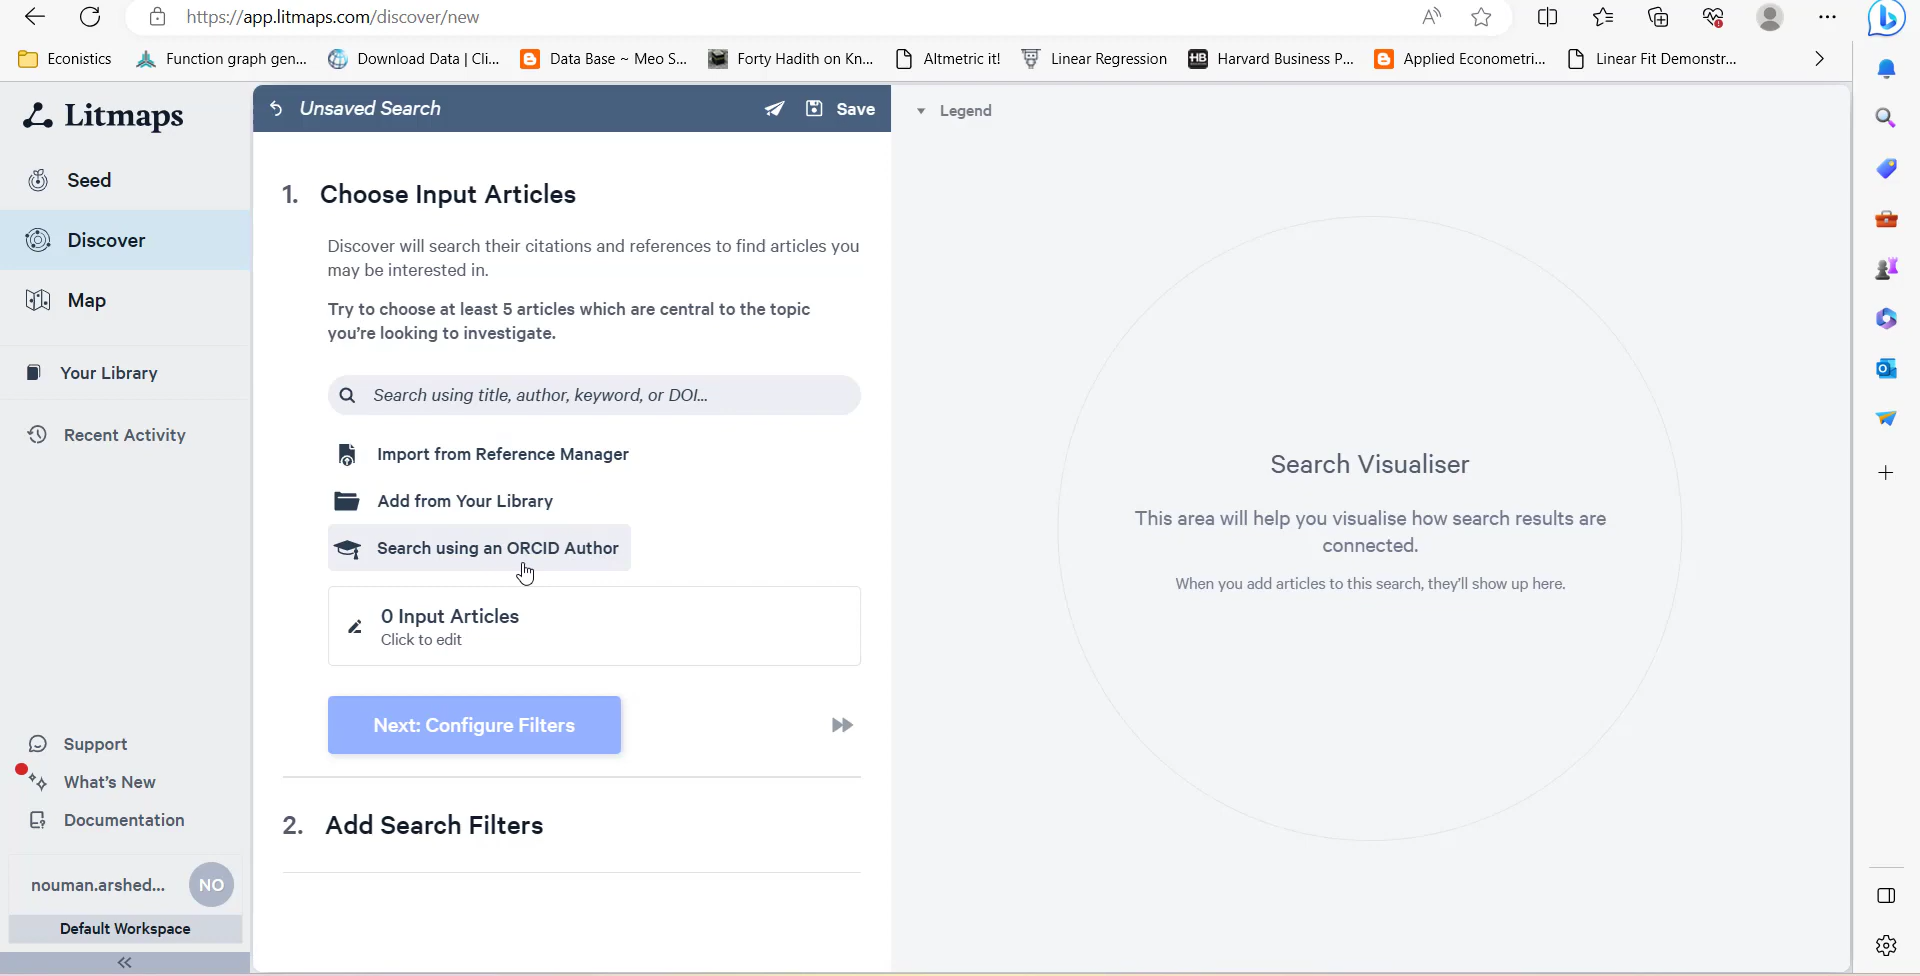 https://app.litmaps.com/discover/new
Econistics
Function graph gen...
Download Data | Cli...
Data Base ~ Meo S...
Forty Hadith on Kn...
Altmetric it!
Linear Regression
HB
Harvard Business P...
Applied Econometri...
Linear Fit Demonstr...
Litmaps
Seed
Discover
Map
Your Library
Recent Activity
Support
What's New
Documentation
nouman.arshed...
NO
Default Workspace
Unsaved Search
Save
1. Choose Input Articles
Discover will search their citations and references to find articles you
may be interested in.
Try to choose at least 5 articles which are central to the topic
you're looking to investigate.
Search using title, author, keyword, or DOI...
Import from Reference Manager
Add from Your Library
Search using an ORCID Author
0 Input Articles
Click to edit
Next: Configure Filters
2. Add Search Filters
Legend
Search Visualiser
This area will help you visualise how search results are
connected.
When you add articles to this search, they'll show up here.